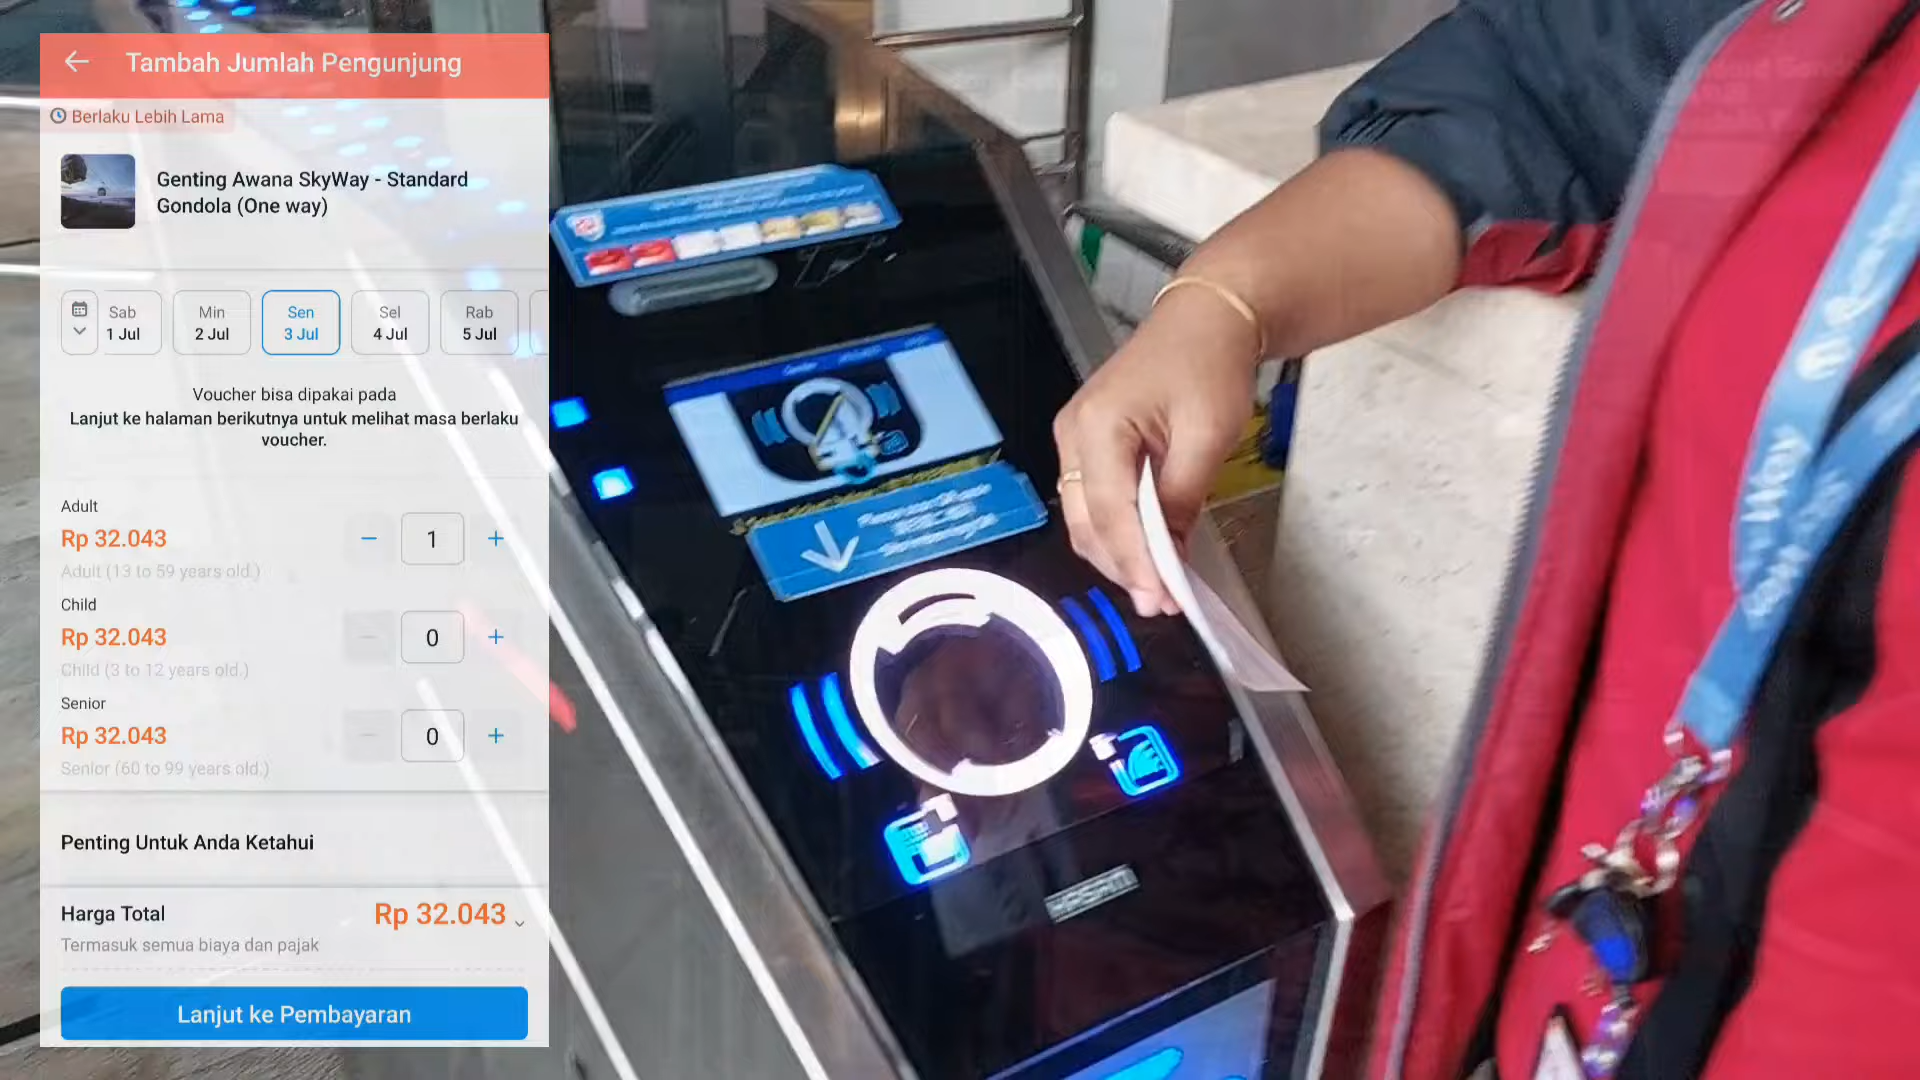 Tambah Jumlah Pengunjung
Berlaku Lebih Lama
Genting Awana SkyWay - Standard
Gondola (One way)
Sab
1 Jul
Min
2 Jul
Sen
3 Jul
Sel
4 Jul
Rab
5 Jul
Voucher bisa dipakai pada
Lanjut ke halaman berikutnya untuk melihat masa berlaku
voucher.
Adult
Rp 32.043
1
Adult (13 to 59 years old.)
Child
Rp 32.043
0
Child (3 to 12 years old.)
Senior
Rp 32.043
0
Senior (60 to 99 years old.)
Penting Untuk Anda Ketahui
Harga Total
Rp 32.043
Termasuk semua biaya dan pajak
Lanjut ke Pembayaran